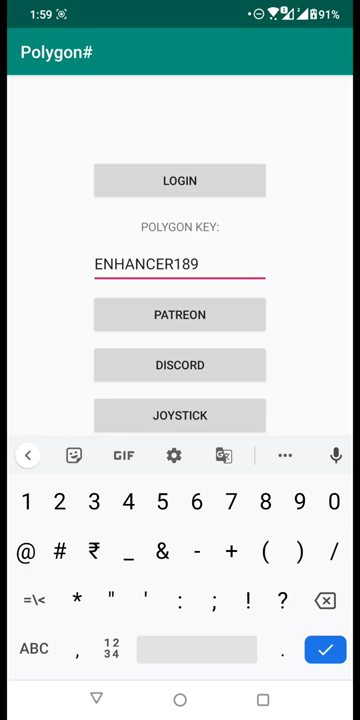 1:59 91%
Polygon#
LOGIN
POLYGON KEY:
ENHANCER189
PATREON
DISCORD
JOYSTICK
GIF
1 2 3 4 5 6 7 8 9 0
@ # ₹ _ & - + ( ) /
=\< * " ' : ; ! ?
ABC , 12 34 .